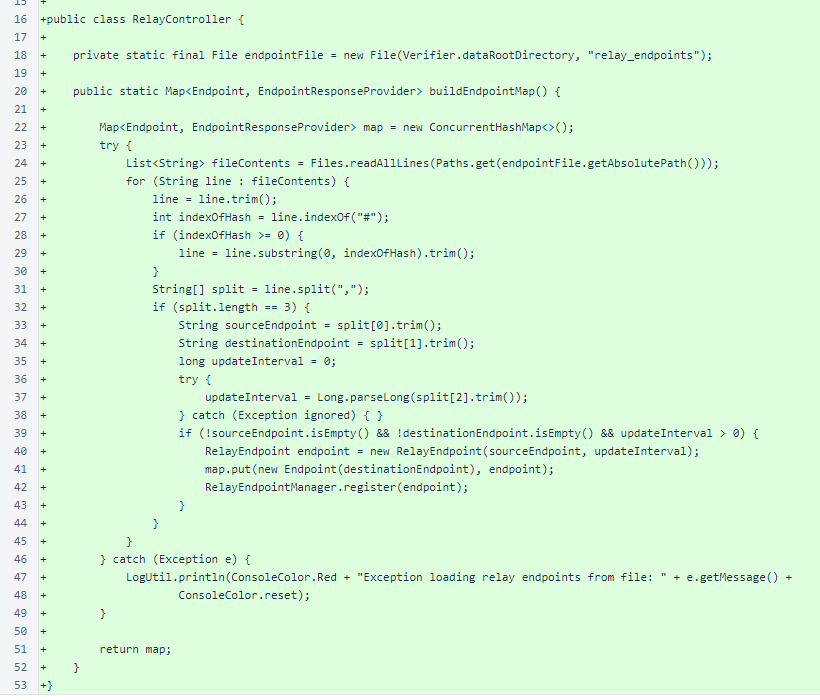 15 +
16 +public class RelayController {
17 +
18 +    private static final File endpointFile = new File(Verifier.dataRootDirectory, "relay_endpoints");
19 +
20 +    public static Map<Endpoint, EndpointResponseProvider> buildEndpointMap() {
21 +
22 +        Map<Endpoint, EndpointResponseProvider> map = new ConcurrentHashMap<>();
23 +        try {
24 +            List<String> fileContents = Files.readAllLines(Paths.get(endpointFile.getAbsolutePath()));
25 +            for (String line : fileContents) {
26 +                line = line.trim();
27 +                int indexOfHash = line.indexOf("#");
28 +                if (indexOfHash >= 0) {
29 +                    line = line.substring(0, indexOfHash).trim();
30 +                }
31 +                String[] split = line.split(",");
32 +                if (split.length == 3) {
33 +                    String sourceEndpoint = split[0].trim();
34 +                    String destinationEndpoint = split[1].trim();
35 +                    long updateInterval = 0;
36 +                    try {
37 +                        updateInterval = Long.parseLong(split[2].trim());
38 +                    } catch (Exception ignored) { }
39 +                    if (!sourceEndpoint.isEmpty() && !destinationEndpoint.isEmpty() && updateInterval > 0) {
40 +                        RelayEndpoint endpoint = new RelayEndpoint(sourceEndpoint, updateInterval);
41 +                        map.put(new Endpoint(destinationEndpoint), endpoint);
42 +                        RelayEndpointManager.register(endpoint);
43 +                    }
44 +                }
45 +            }
46 +        } catch (Exception e) {
47 +            LogUtil.println(ConsoleColor.Red + "Exception loading relay endpoints from file: " + e.getMessage() +
48 +                    ConsoleColor.reset);
49 +        }
50 +
51 +        return map;
52 +    }
53 +}